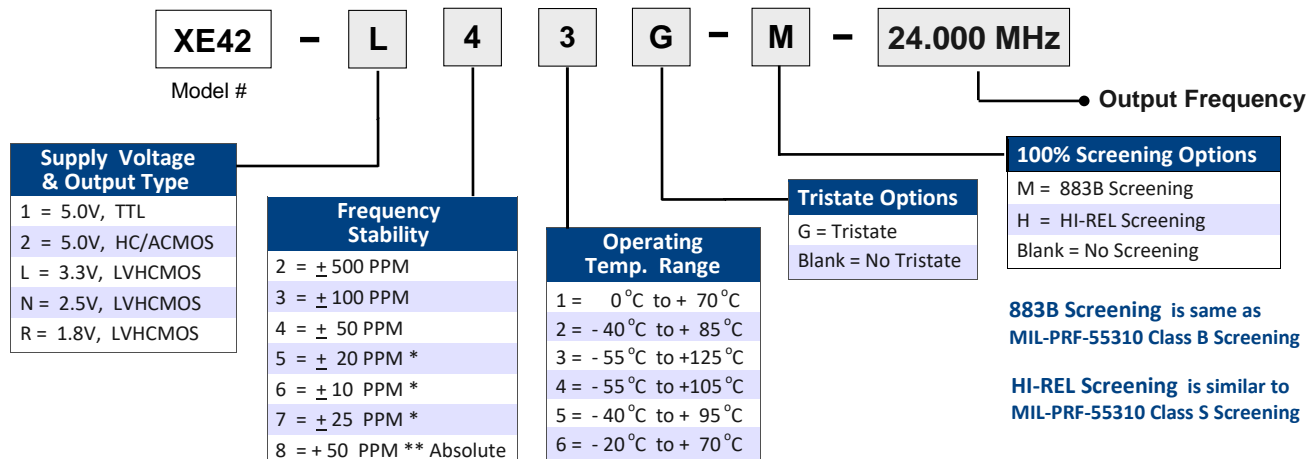 XE42 – L 4 3 G – M – 24.000 MHz
Model #
Output Frequency
Supply Voltage
& Output Type
1 = 5.0V, TTL
2 = 5.0V, HC/ACMOS
L = 3.3V, LVHCMOS
N = 2.5V, LVHCMOS
R = 1.8V, LVHCMOS
Frequency
Stability
2 = ± 500 PPM
3 = ± 100 PPM
4 = ± 50 PPM
5 = ± 20 PPM *
6 = ± 10 PPM *
7 = ± 25 PPM *
8 = + 50 PPM ** Absolute
Operating
Temp. Range
1 = 0°C to + 70°C
2 = - 40°C to + 85°C
3 = - 55°C to +125°C
4 = - 55°C to +105°C
5 = - 40°C to + 95°C
6 = - 20°C to + 70°C
Tristate Options
G = Tristate
Blank = No Tristate
100% Screening Options
M = 883B Screening
H = HI-REL Screening
Blank = No Screening
883B Screening is same as
MIL-PRF-55310 Class B Screening
HI-REL Screening is similar to
MIL-PRF-55310 Class S Screening